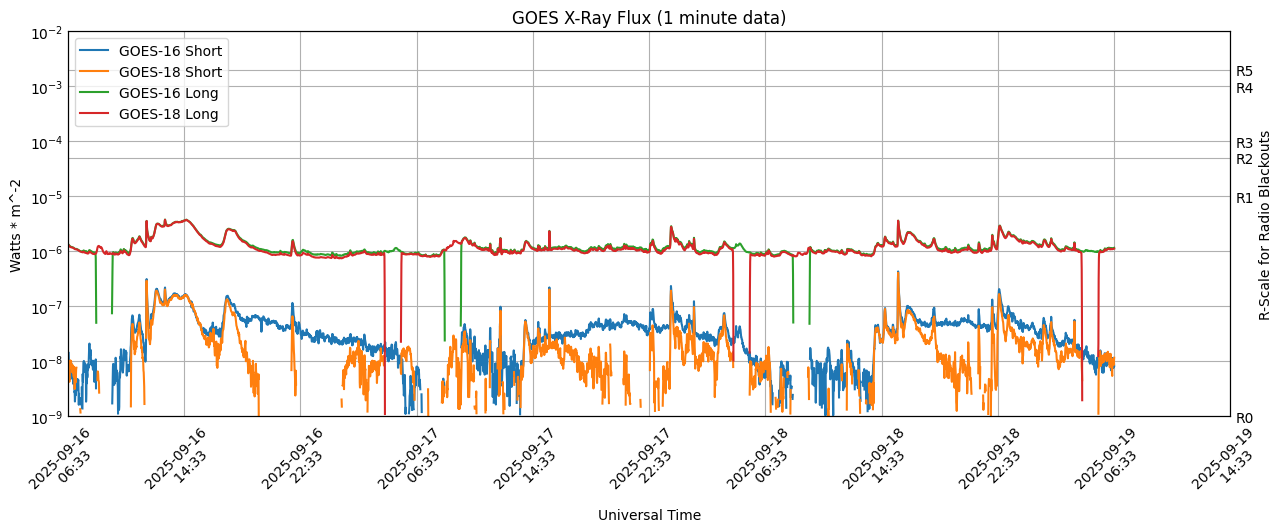 GOES X-Ray Flux (1 minute data)
GOES-16 Short
GOES-18 Short
GOES-16 Long
GOES-18 Long
10^-2
10^-3
10^-4
10^-5
10^-6
10^-7
10^-8
10^-9
Watts * m^-2
R5
R4
R3
R2
R1
R0
R-Scale for Radio Blackouts
2025-09-16
06:33
2025-09-16
14:33
2025-09-16
22:33
2025-09-17
06:33
2025-09-17
14:33
2025-09-17
22:33
2025-09-18
06:33
2025-09-18
14:33
2025-09-18
22:33
2025-09-19
06:33
2025-09-19
14:33
Universal Time